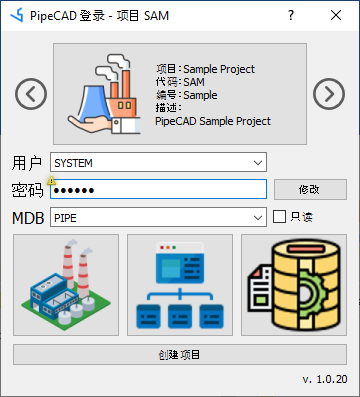 PipeCAD 登录 - 项目 SAM
项目：Sample Project
代码：SAM
编号：Sample
描述：
PipeCAD Sample Project
用户 SYSTEM
密码 ●●●●●● 修改
MDB PIPE 只读
创建项目
v. 1.0.20